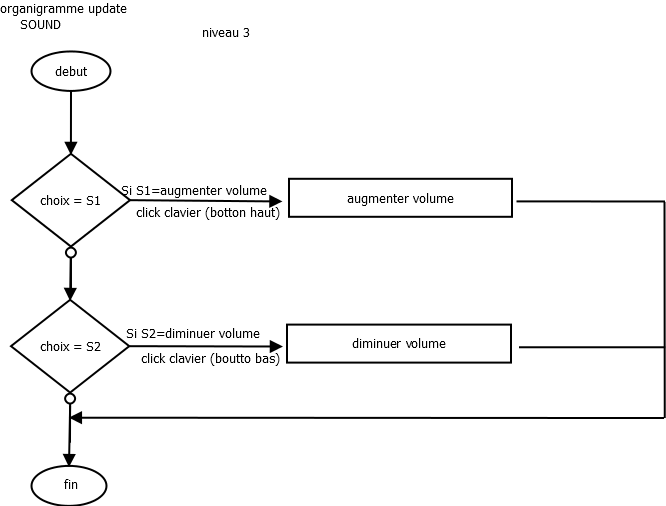 organigramme update
SOUND
niveau 3
debut
choix = S1
Si S1=augmenter volume
click clavier (botton haut)
augmenter volume
choix = S2
Si S2=diminuer volume
click clavier (boutto bas)
diminuer volume
fin